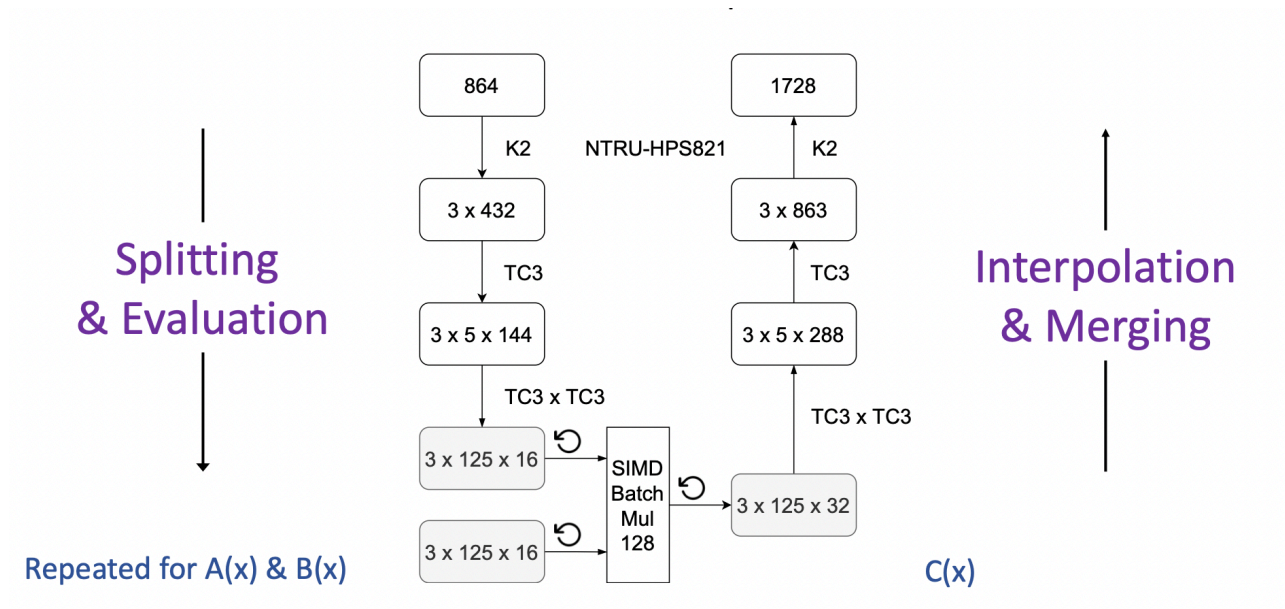 864
1728
K2
NTRU-HPS821
K2
3 x 432
3 x 863
Splitting
& Evaluation
TC3
TC3
Interpolation
& Merging
3 x 5 x 144
3 x 5 x 288
TC3 x TC3
TC3 x TC3
3 x 125 x 16
SIMD
Batch
Mul
128
3 x 125 x 32
3 x 125 x 16
Repeated for A(x) & B(x)
C(x)